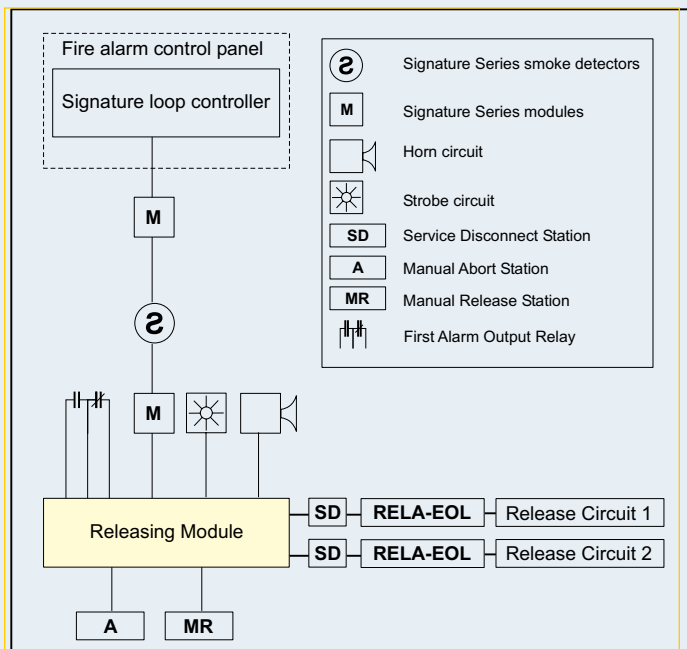 Fire alarm control panel
Signature loop controller
M
S
M
Releasing Module
SD RELA-EOL Release Circuit 1
SD RELA-EOL Release Circuit 2
A MR
S Signature Series smoke detectors
M Signature Series modules
Horn circuit
Strobe circuit
SD Service Disconnect Station
A Manual Abort Station
MR Manual Release Station
First Alarm Output Relay